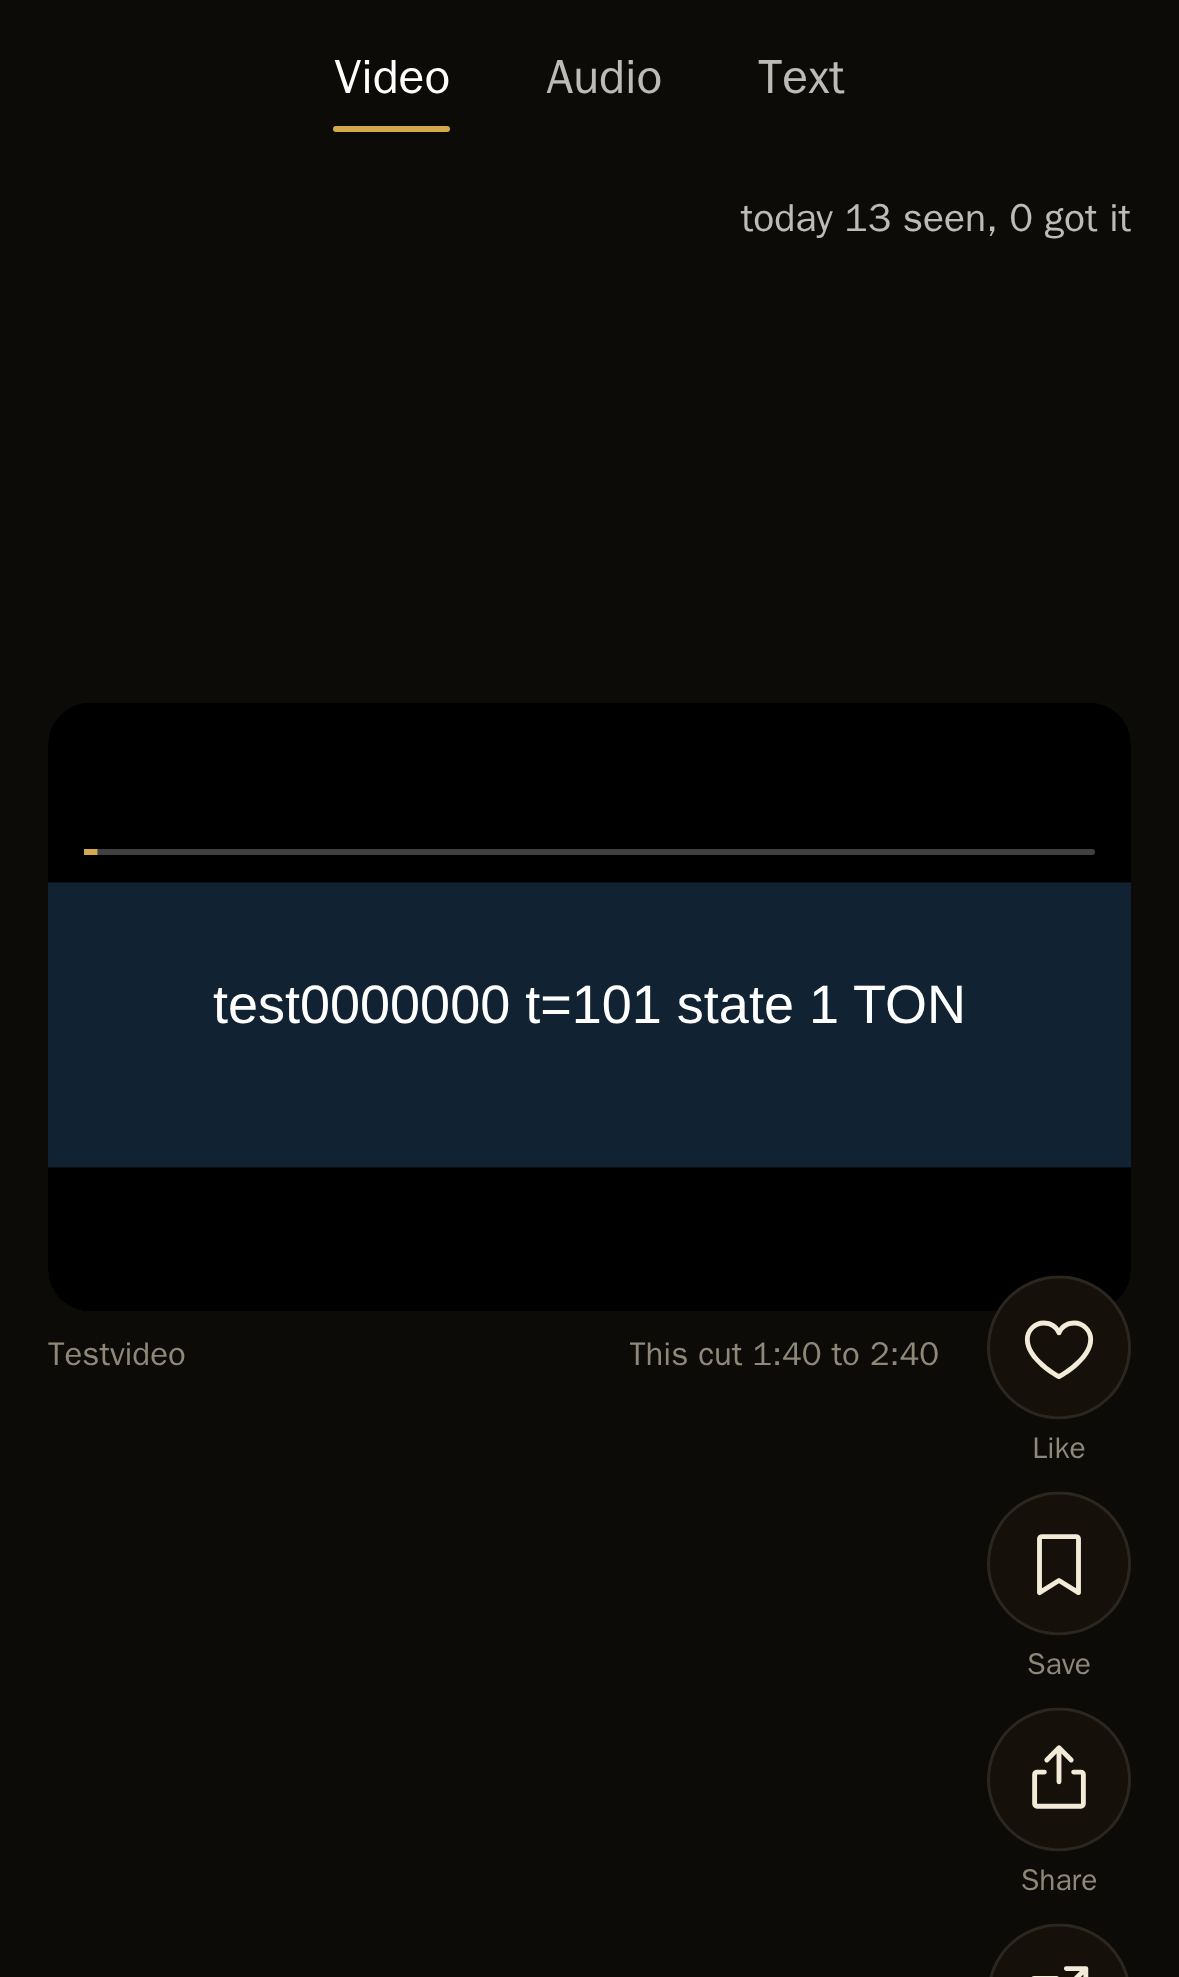 Video Audio Text
today 13 seen, 0 got it
test0000000 t=101 state 1 TON
Testvideo This cut 1:40 to 2:40
Like
Save
Share